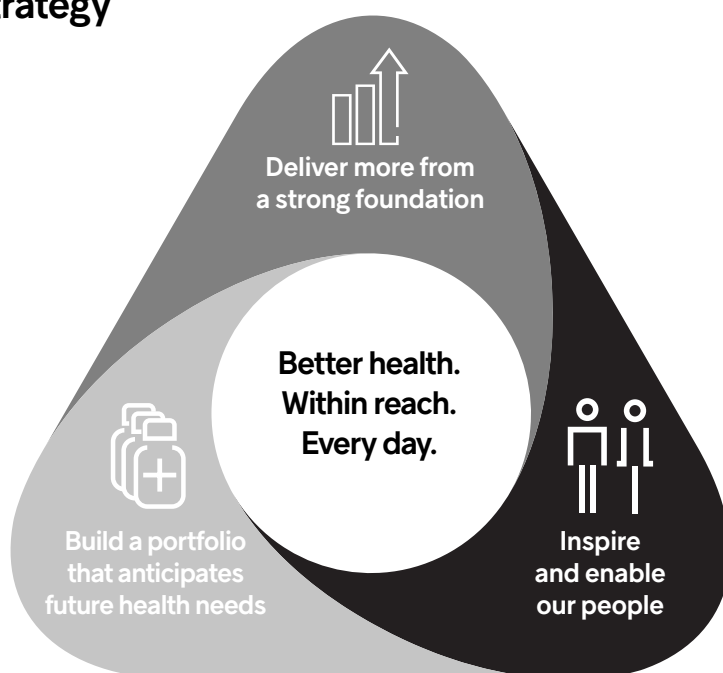 Deliver more from
a strong foundation
Better health.
Within reach.
Every day.
Build a portfolio
that anticipates
future health needs
Inspire
and enable
our people